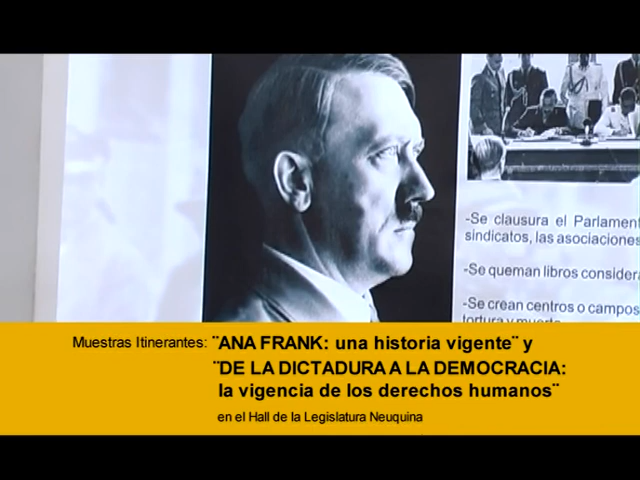 -Se clausura el Parlament
sindicatos, las asociaciones
-Se queman libros considera
-Se crean centros o campos
tortura y muerte
Muestras Itinerantes: ¨ANA FRANK: una historia vigente¨ y
¨DE LA DICTADURA A LA DEMOCRACIA:
la vigencia de los derechos humanos¨
en el Hall de la Legislatura Neuquina